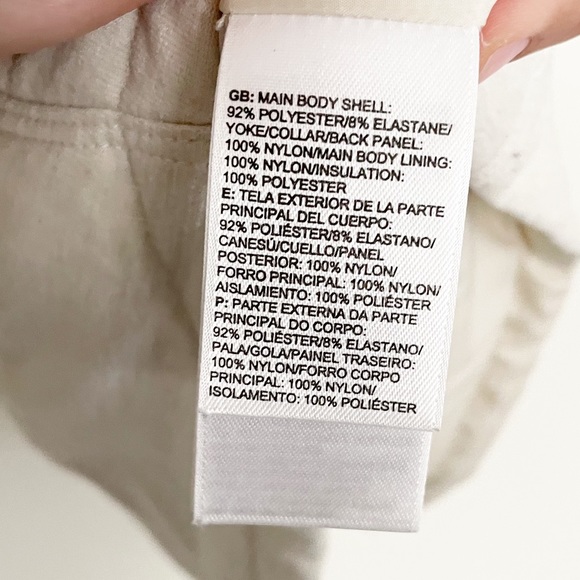 GB: MAIN BODY SHELL:
92% POLYESTER/8% ELASTANE/
YOKE/COLLAR/BACK PANEL:
100% NYLON/MAIN BODY LINING:
100% NYLON/INSULATION:
100% POLYESTER
E: TELA EXTERIOR DE LA PARTE
PRINCIPAL DEL CUERPO:
92% POLIÉSTER/8% ELASTANO/
CANESÚ/CUELLO/PANEL
POSTERIOR: 100% NYLON/
FORRO PRINCIPAL: 100% NYLON/
AISLAMIENTO: 100% POLIÉSTER
P: PARTE EXTERNA DA PARTE
PRINCIPAL DO CORPO:
92% POLIÉSTER/8% ELASTANO/
PALA/GOLA/PAINEL TRASEIRO:
100% NYLON/FORRO CORPO
PRINCIPAL: 100% NYLON/
ISOLAMENTO: 100% POLIÉSTER